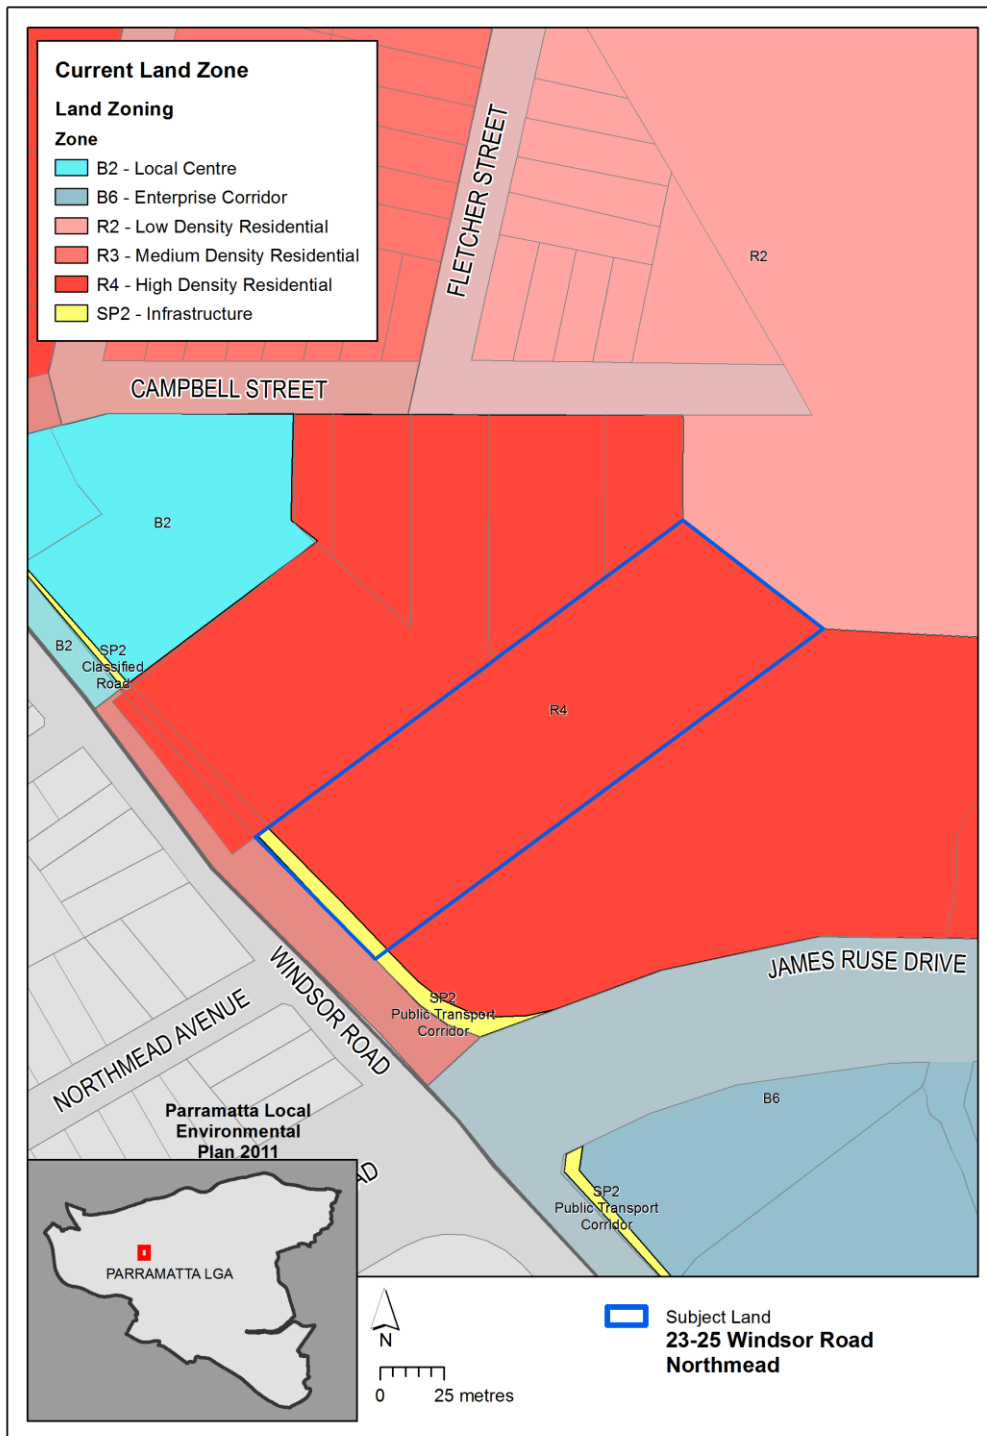 Current Land Zone
Land Zoning
Zone
B2 - Local Centre
B6 - Enterprise Corridor
R2 - Low Density Residential
R3 - Medium Density Residential
R4 - High Density Residential
SP2 - Infrastructure
FLETCHER STREET
R2
CAMPBELL STREET
B2
B2
SP2
Classified
Road
R4
JAMES RUSE DRIVE
WINDSOR ROAD
SP2
Public Transport
Corridor
NORTHMEAD AVENUE
B6
Parramatta Local
Environmental
Plan 2011
SP2
Public Transport
Corridor
PARRAMATTA LGA
N
0 25 metres
Subject Land
23-25 Windsor Road
Northmead